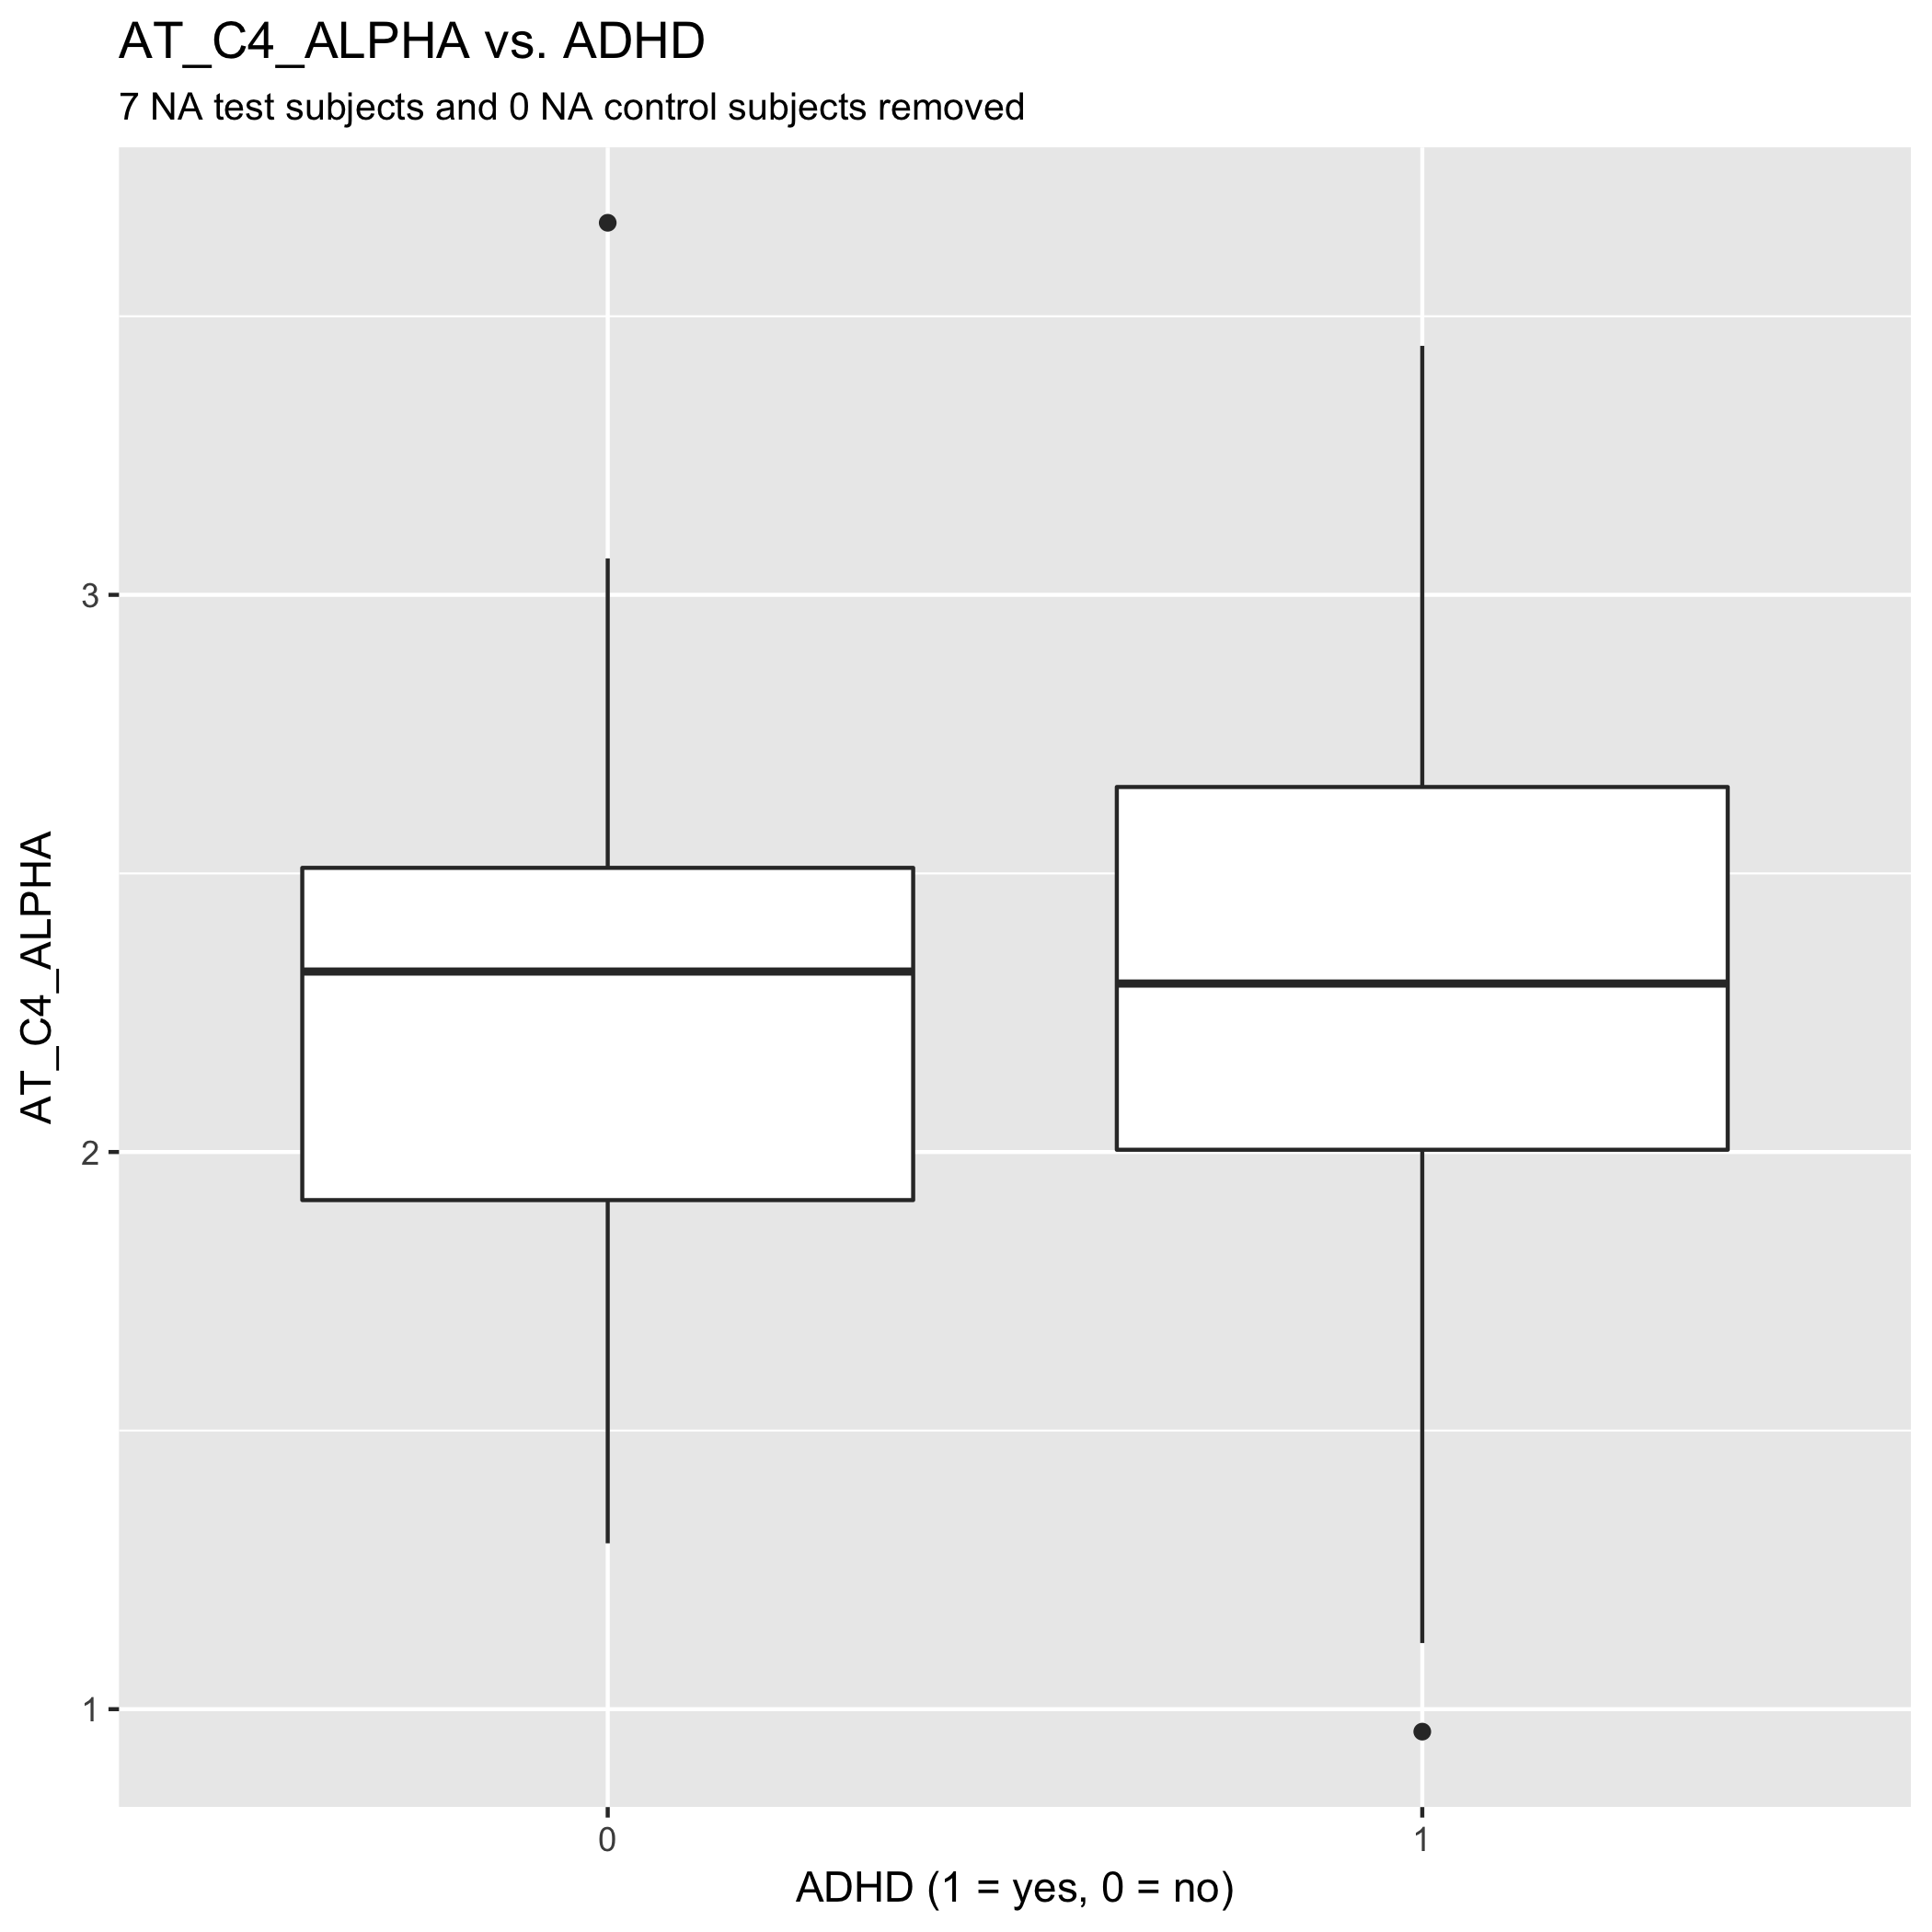 AT_C4_ALPHA vs. ADHD
7 NA test subjects and 0 NA control subjects removed
AT_C4_ALPHA
3
2
1
0
1
ADHD (1 = yes, 0 = no)